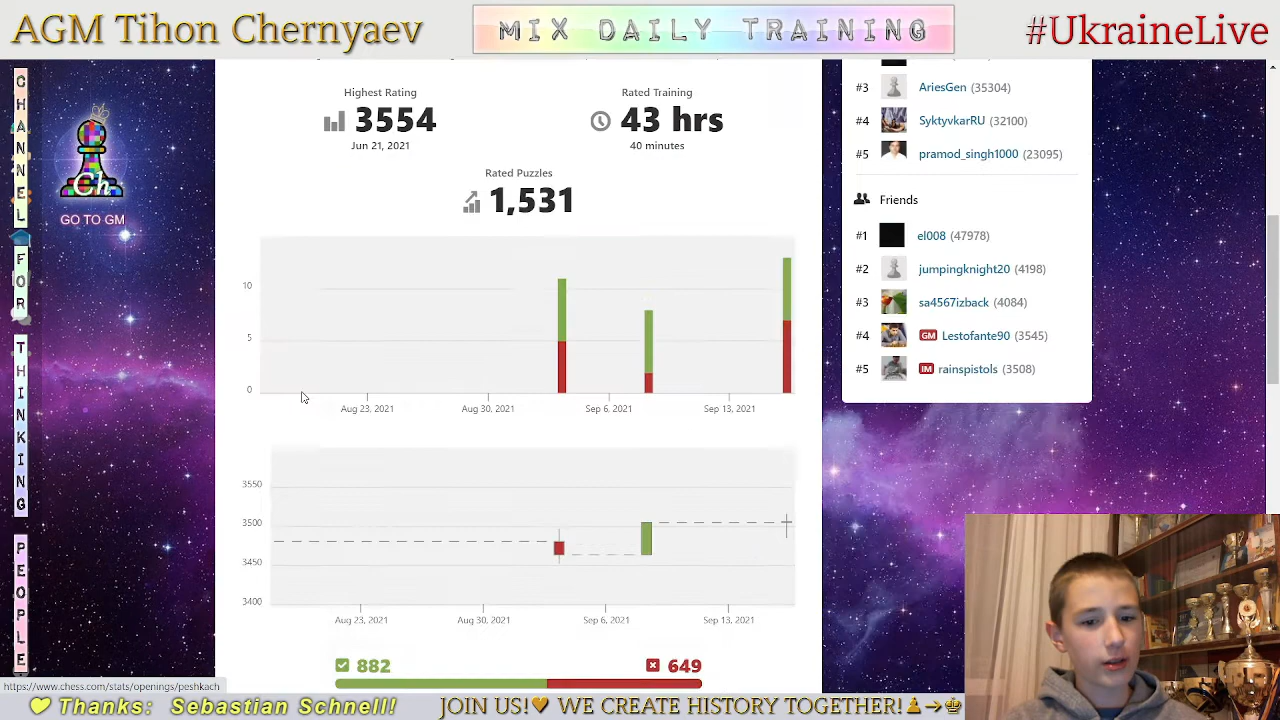 AGM Tihon Chernyaev
MIX DAILY TRAINING
#UkraineLive
CHANNEL FOR THINKING PEOPLE
Ch
GO TO GM
Highest Rating
3554
Jun 21, 2021
Rated Training
43 hrs
40 minutes
Rated Puzzles
1,531
10
5
0
Aug 23, 2021
Aug 30, 2021
Sep 6, 2021
Sep 13, 2021
3550
3500
3450
3400
Aug 23, 2021
Aug 30, 2021
Sep 6, 2021
Sep 13, 2021
882
649
#3 AriesGen (35304)
#4 SyktyvkarRU (32100)
#5 pramod_singh1000 (23095)
Friends
#1 el008 (47978)
#2 jumpingknight20 (4198)
#3 sa4567izback (4084)
#4 GM Lestofante90 (3545)
#5 IM rainspistols (3508)
https://www.chess.com/stats/openings/peshkach
Thanks: Sebastian Schnell!
JOIN US! WE CREATE HISTORY TOGETHER!